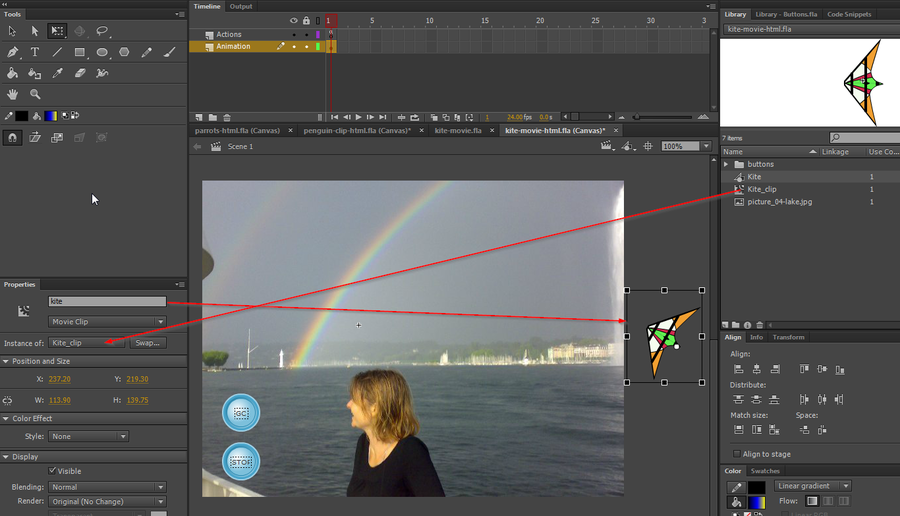 Tools
Timeline Output
1 5 10 15 20 25 30 3
Actions
Animation
1 24.00 fps 0.0 s
parrots-html.fla (Canvas) × penguin-clip-html.fla (Canvas)* × kite-movie.fla × kite-movie-html.fla (Canvas)* ×
Scene 1
100%
Properties
kite
Movie Clip
Instance of: Kite_clip Swap...
Position and Size
X: 237.20 Y: 219.30
W: 113.90 H: 139.75
Color Effect
Style: None
Display
Visible
Blending: Normal
Render: Original (No Change)
STOP
Library Library - Buttons.fla Code Snippets
kite-movie-html.fla
7 items
Name Linkage Use Co...
buttons
Kite 1
Kite_clip 1
picture_04-lake.jpg 1
Align Info Transform
Align:
Distribute:
Match size: Space:
Align to stage
Color Swatches
Linear gradient
Flow: